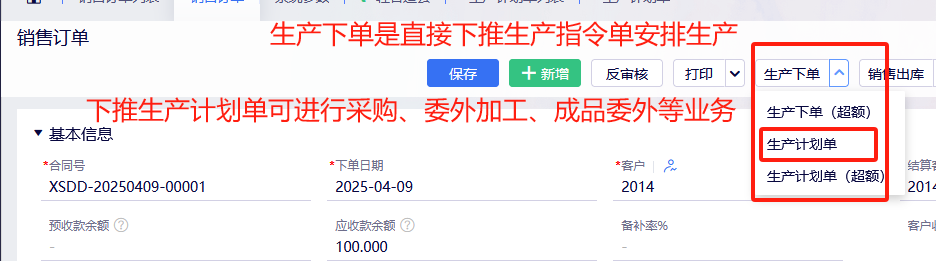 销售订单
生产下单是直接下推生产指令单安排生产
保存
新增
反审核
打印
生产下单
销售出库
下推生产计划单可进行采购、委外加工、成品委外等业务
生产下单（超额）
生产计划单
生产计划单（超额）
基本信息
*合同号
*下单日期
*客户
结算客
XSDD-20250409-00001
2025-04-09
2014
2014
预收款余额 ?
应收款余额 ?
备补率%
客户
-
100.000
-